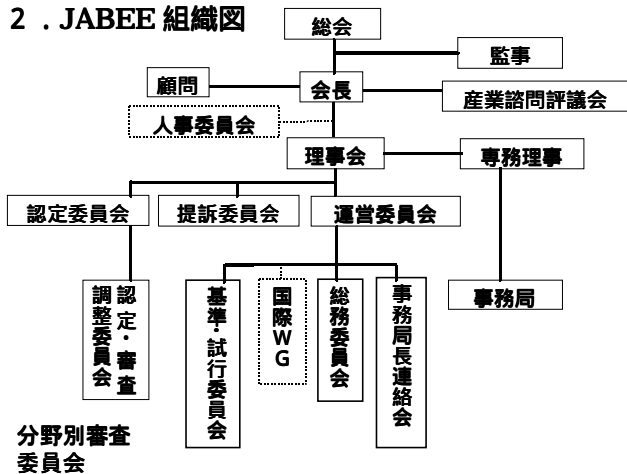 2．JABEE 組織図
総会
監事
顧問
会長
産業諮問評議会
人事委員会
理事会
専務理事
認定委員会
提訴委員会
運営委員会
事務局
認定・審査
調整委員会
基準・試行委員会
国際WG
総務委員会
事務局長連絡会
分野別審査
委員会